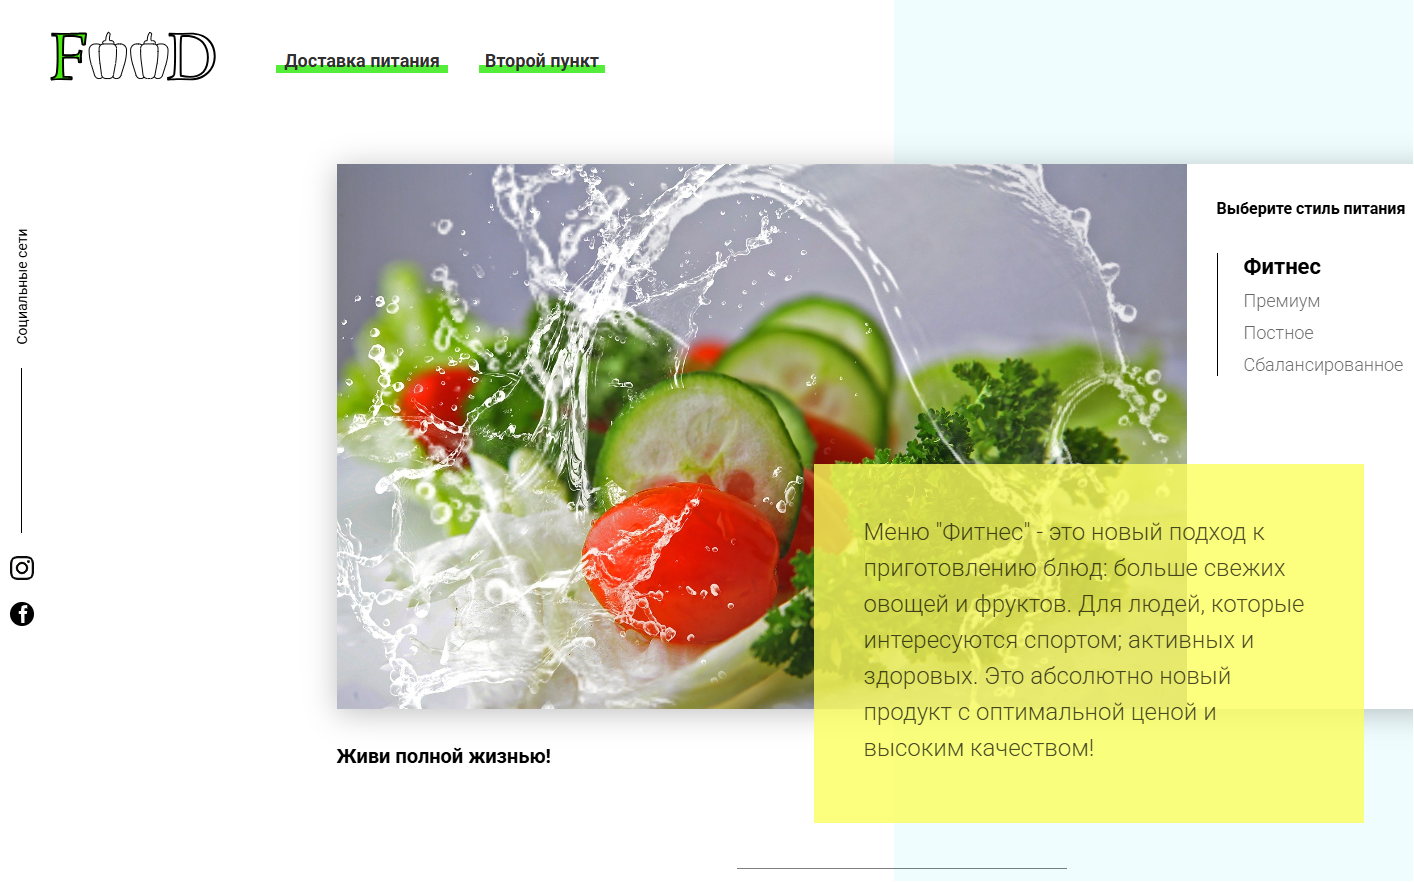 FOOD
Доставка питания
Второй пункт
Социальные сети
Выберите стиль питания
Фитнес
Премиум
Постное
Сбалансированное
Меню "Фитнес" - это новый подход к
приготовлению блюд: больше свежих
овощей и фруктов. Для людей, которые
интересуются спортом; активных и
здоровых. Это абсолютно новый
продукт с оптимальной ценой и
высоким качеством!
Живи полной жизнью!